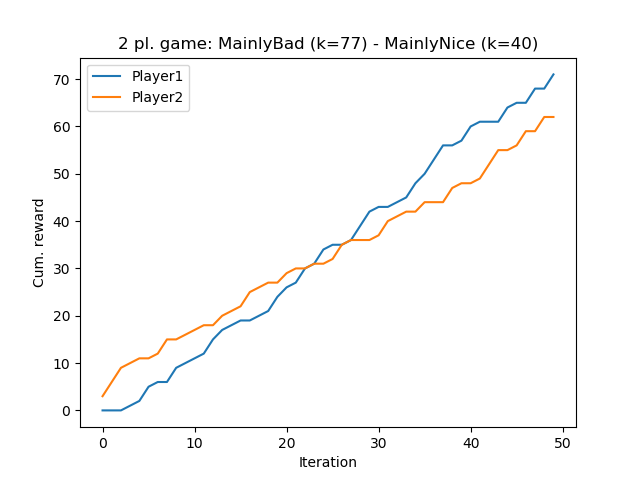 2 pl. game: MainlyBad (k=77) - MainlyNice (k=40)
Player1
Player2
70
60
50
40
30
20
10
0
Cum. reward
0 10 20 30 40 50
Iteration